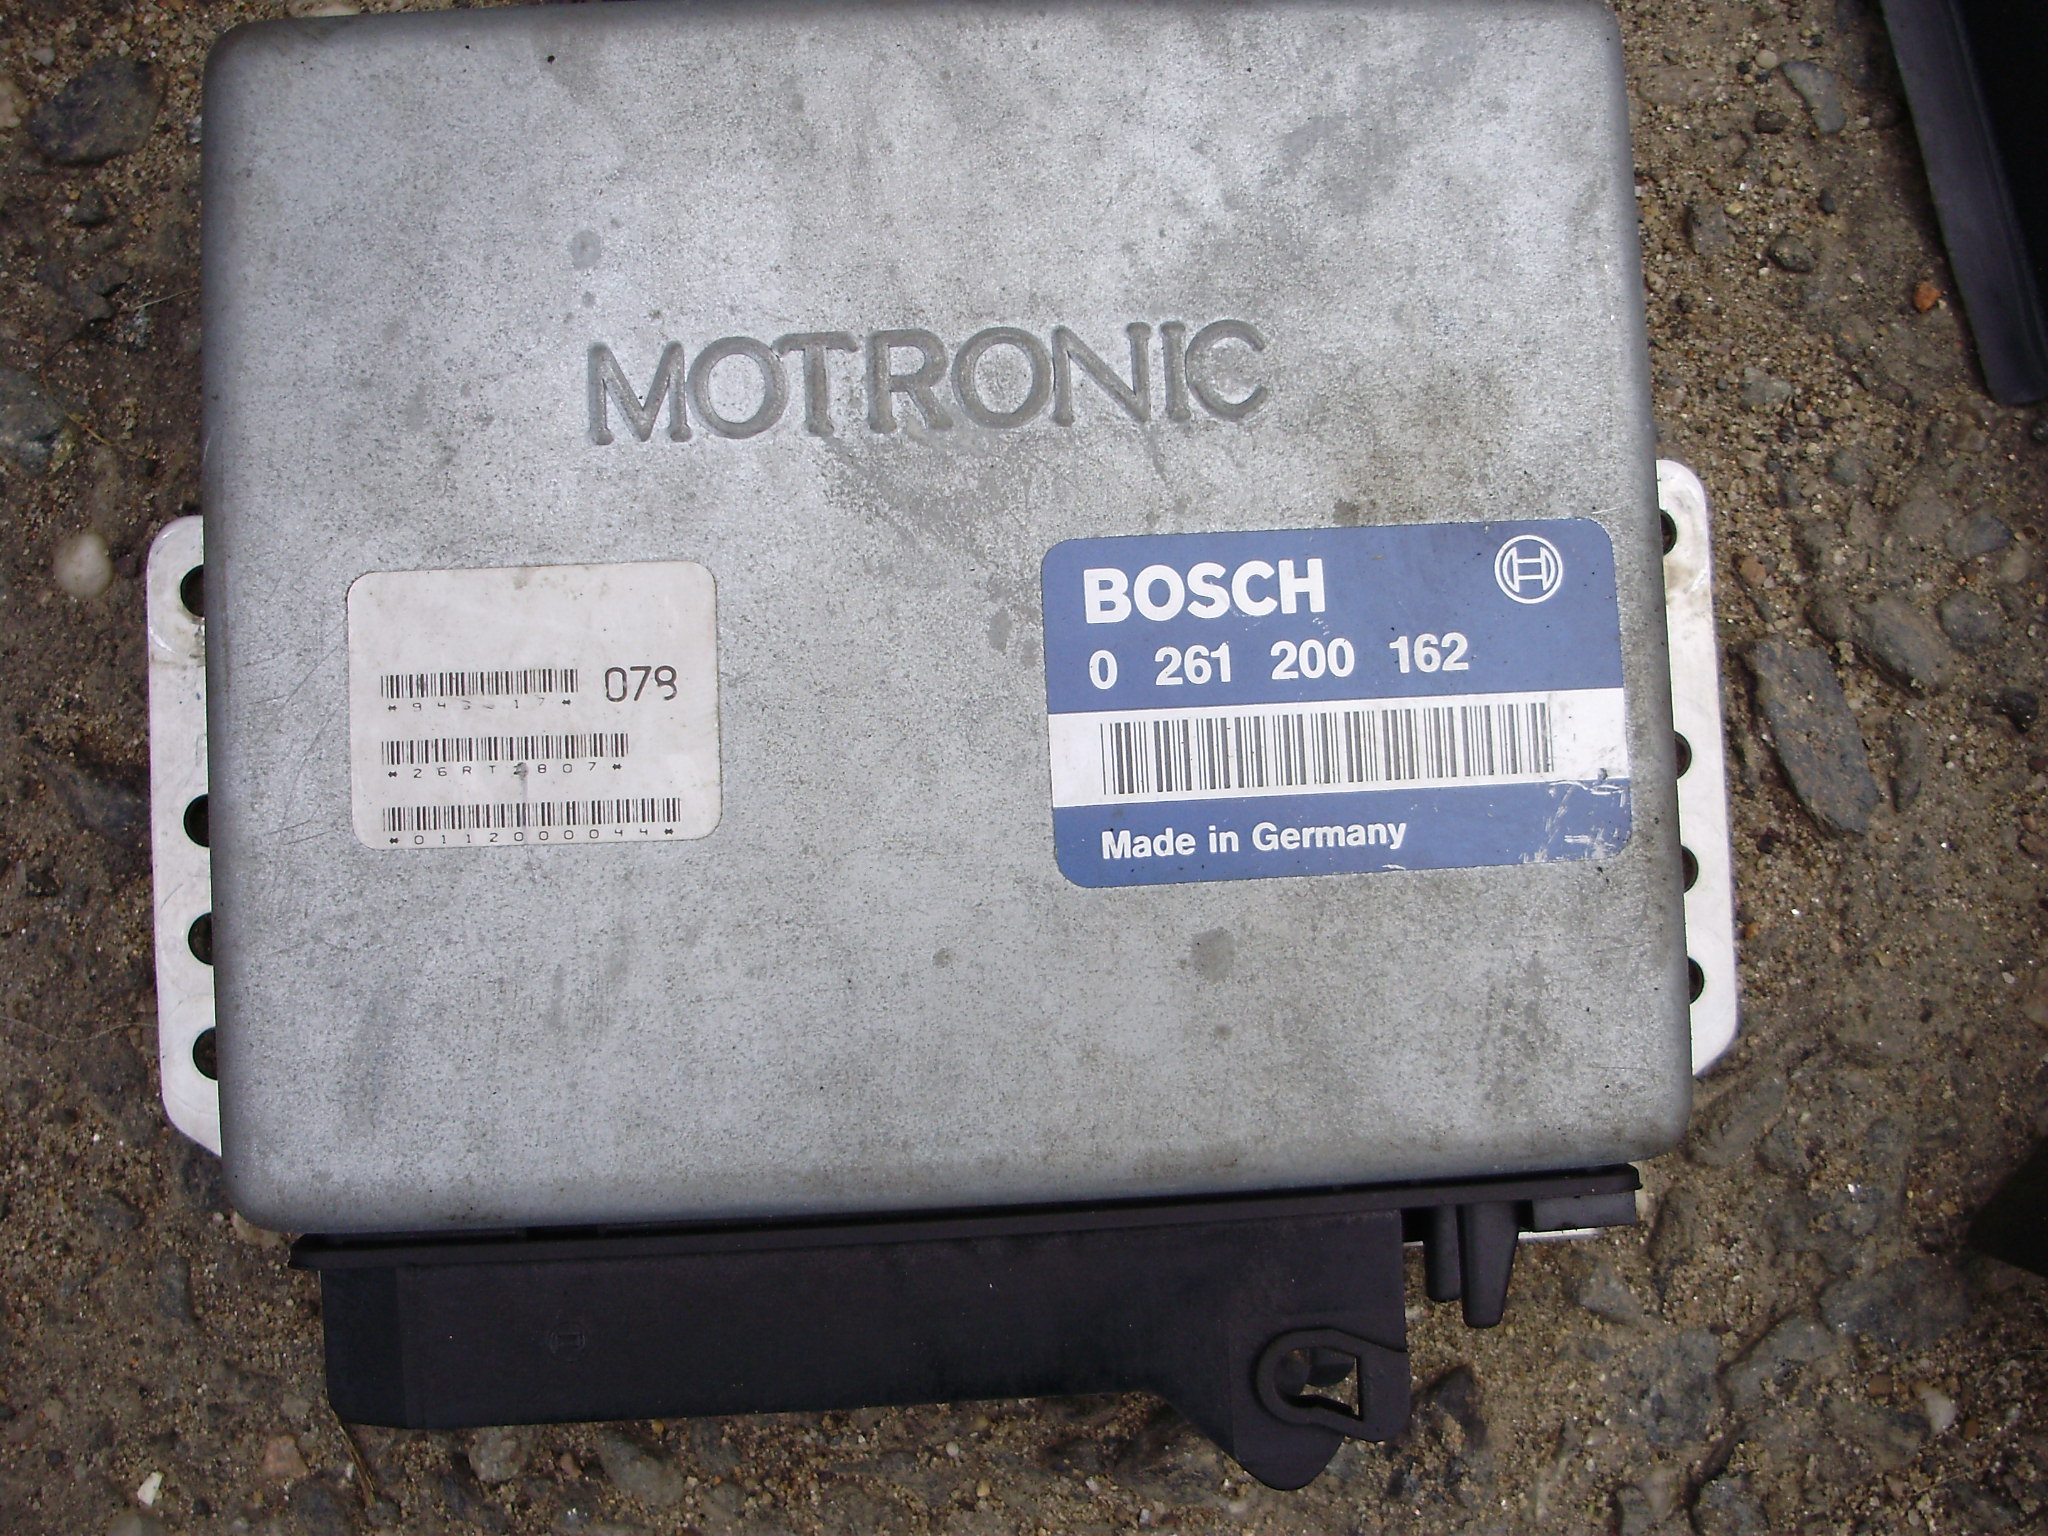 MOTRONIC
BOSCH
0 261 200 162
Made in Germany
078
*26RT2807*
*0112000044*